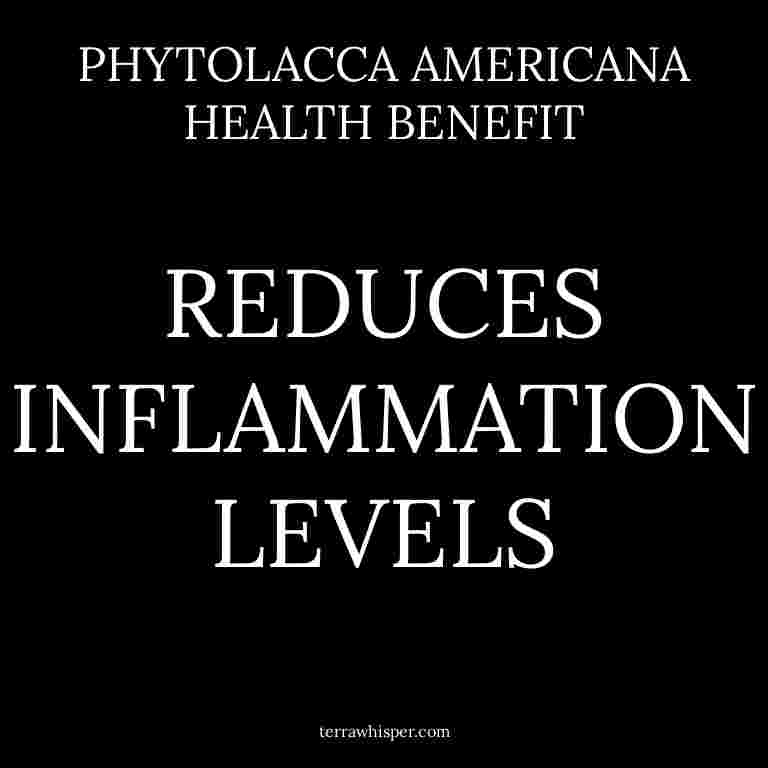 PHYTOLACCA AMERICANA
HEALTH BENEFIT
REDUCES
INFLAMMATION
LEVELS
terrawhisper.com